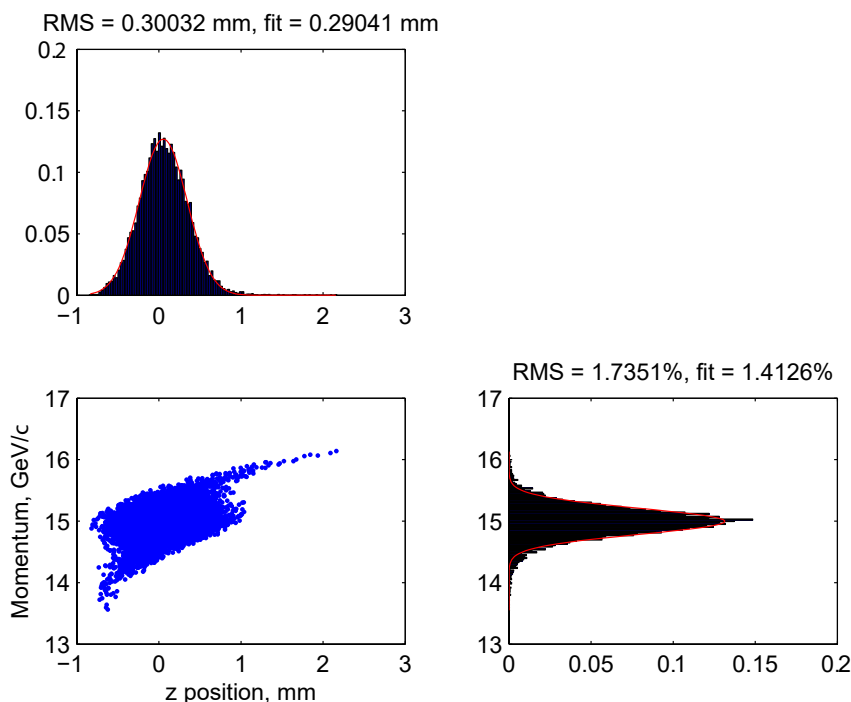 RMS = 0.30032 mm, fit = 0.29041 mm
0.2
0.15
0.1
0.05
0
−1 0 1 2 3
RMS = 1.7351%, fit = 1.4126%
17
16
15
14
13
Momentum, GeV/c
−1 0 1 2 3
z position, mm
17
16
15
14
13
0 0.05 0.1 0.15 0.2